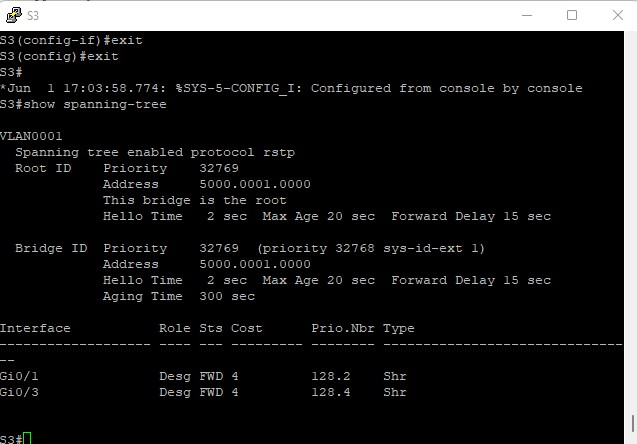 S3
S3(config-if)#exit
S3(config)#exit
S3#
*Jun  1 17:03:58.774: %SYS-5-CONFIG_I: Configured from console by console
S3#show spanning-tree

VLAN0001
  Spanning tree enabled protocol rstp
  Root ID    Priority    32769
             Address     5000.0001.0000
             This bridge is the root
             Hello Time   2 sec  Max Age 20 sec  Forward Delay 15 sec

  Bridge ID  Priority    32769  (priority 32768 sys-id-ext 1)
             Address     5000.0001.0000
             Hello Time   2 sec  Max Age 20 sec  Forward Delay 15 sec
             Aging Time  300 sec

Interface           Role Sts Cost      Prio.Nbr Type
------------------- ---- --- --------- -------- ------------------------------
--
Gi0/1               Desg FWD 4         128.2    Shr
Gi0/3               Desg FWD 4         128.4    Shr

S3#